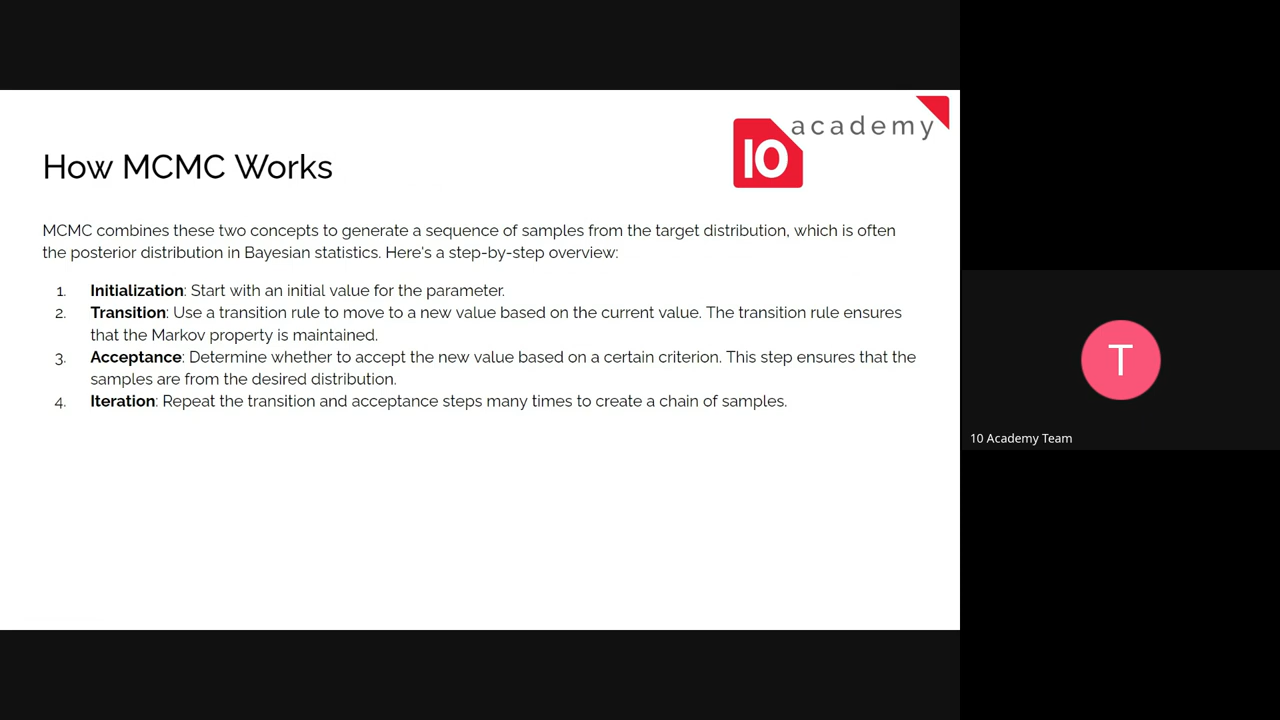 10 academy
How MCMC Works
MCMC combines these two concepts to generate a sequence of samples from the target distribution, which is often
the posterior distribution in Bayesian statistics. Here's a step-by-step overview:
1. Initialization: Start with an initial value for the parameter.
2. Transition: Use a transition rule to move to a new value based on the current value. The transition rule ensures
that the Markov property is maintained.
3. Acceptance: Determine whether to accept the new value based on a certain criterion. This step ensures that the
samples are from the desired distribution.
4. Iteration: Repeat the transition and acceptance steps many times to create a chain of samples.
T
10 Academy Team